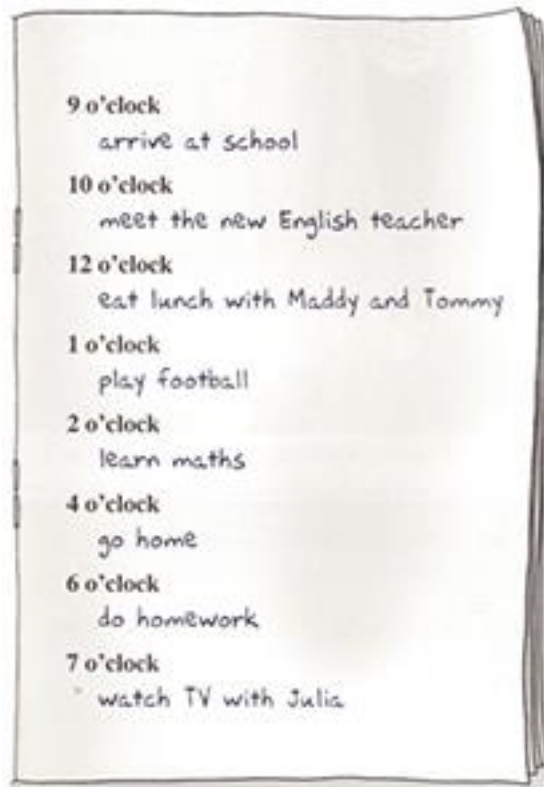 9 o'clock
arrive at school
10 o'clock
meet the new English teacher
12 o'clock
eat lunch with Maddy and Tommy
1 o'clock
play football
2 o'clock
learn maths
4 o'clock
go home
6 o'clock
do homework
7 o'clock
watch TV with Julia